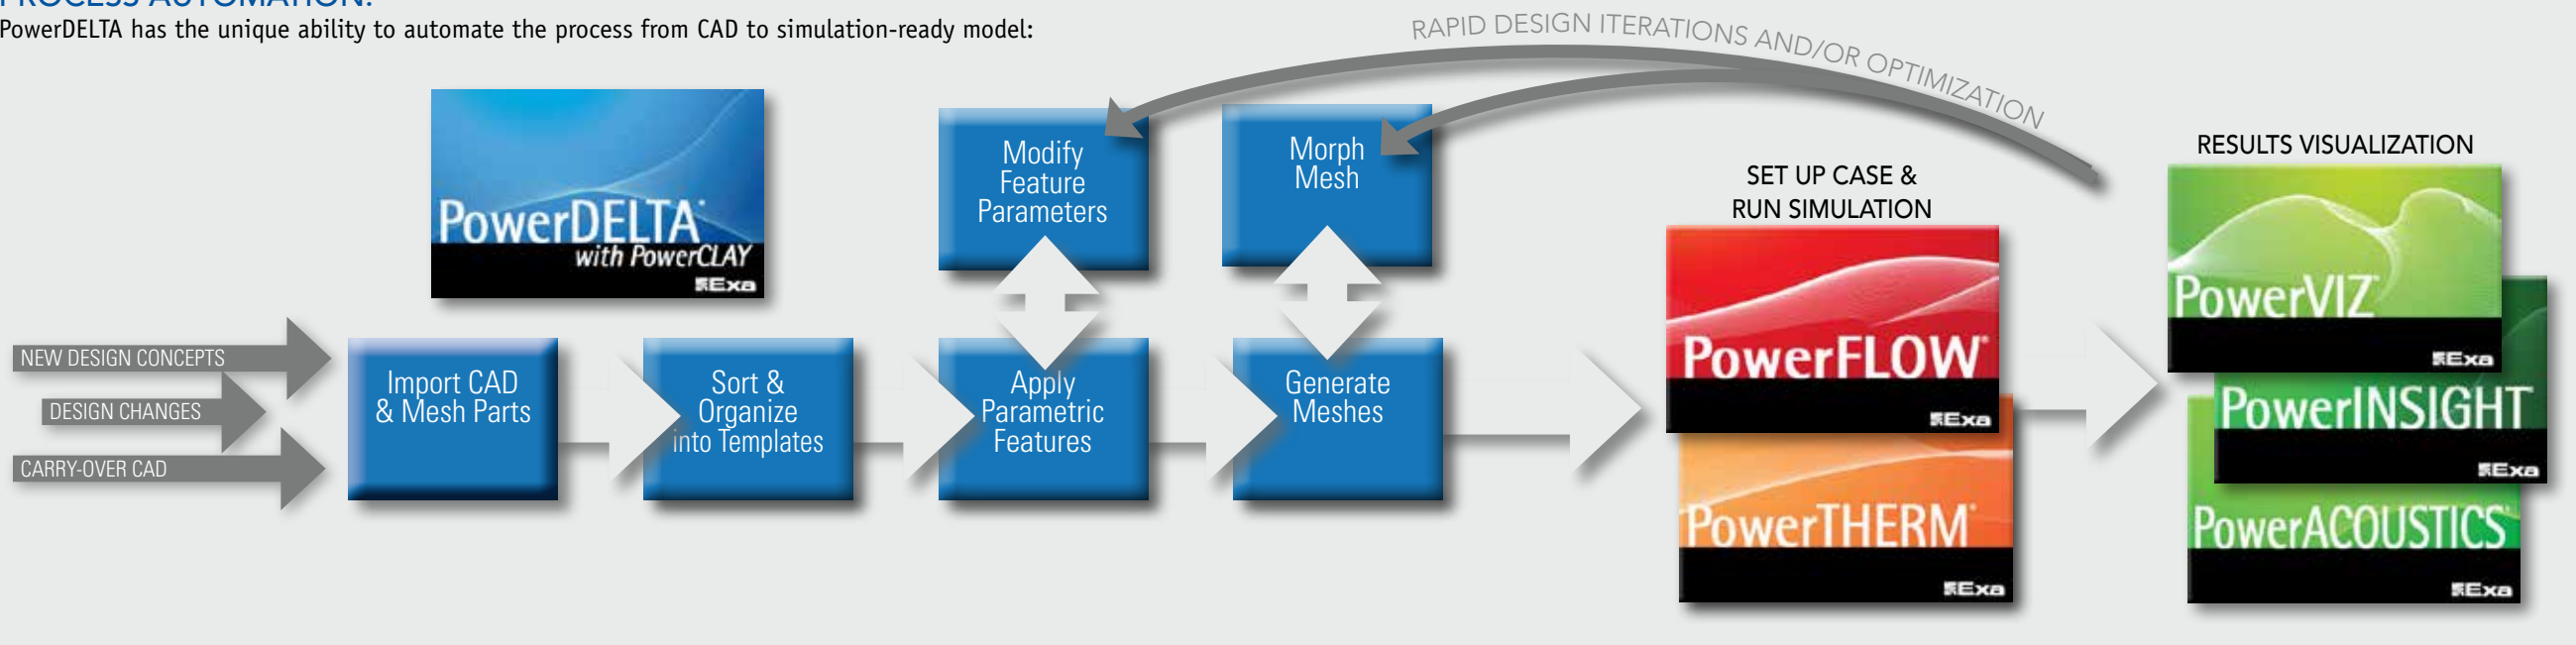 PROCESS AUTOMATION:
PowerDELTA has the unique ability to automate the process from CAD to simulation-ready model:
RAPID DESIGN ITERATIONS AND/OR OPTIMIZATION
PowerDELTA
with PowerCLAY
Exa
Modify
Feature
Parameters
Morph
Mesh
NEW DESIGN CONCEPTS
DESIGN CHANGES
CARRY-OVER CAD
Import CAD
& Mesh Parts
Sort &
Organize
into Templates
Apply
Parametric
Features
Generate
Meshes
SET UP CASE &
RUN SIMULATION
PowerFLOW®
Exa
PowerTHERM®
Exa
RESULTS VISUALIZATION
PowerVIZ
Exa
PowerINSIGHT
Exa
PowerACOUSTICS
Exa